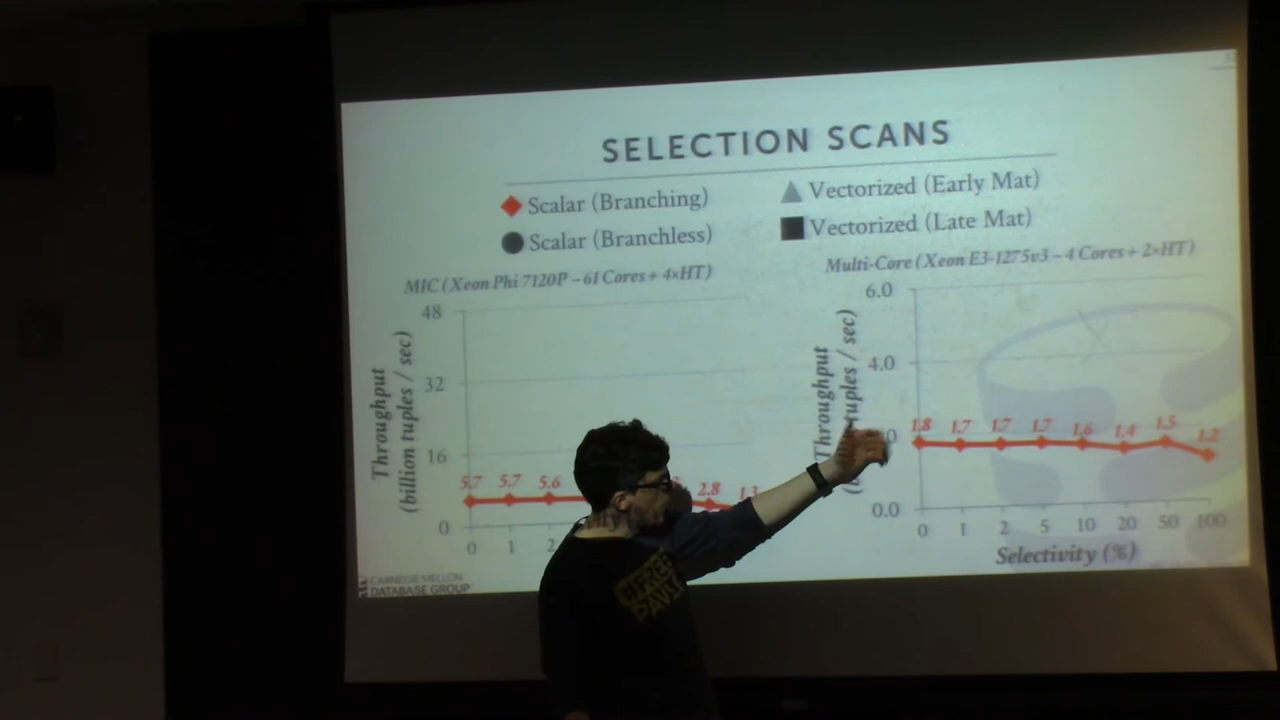 SELECTION SCANS
Scalar (Branching)
Vectorized (Early Mat)
Scalar (Branchless)
Vectorized (Late Mat)
MIC (Xeon Phi 7120P – 61 Cores + 4×HT)
Multi-Core (Xeon E3-1275v3 – 4 Cores + 2×HT)
Throughput
(billion tuples / sec)
48
32
16
0
5.7 5.7 5.6 2.8 1.3
0 1 2
Throughput
tuples / sec)
6.0
4.0
0
0.0
1.8 1.7 1.7 1.7 1.6 1.4 1.5 1.2
0 1 2 5 10 20 50 100
Selectivity (%)
CARNEGIE MELLON
DATABASE GROUP